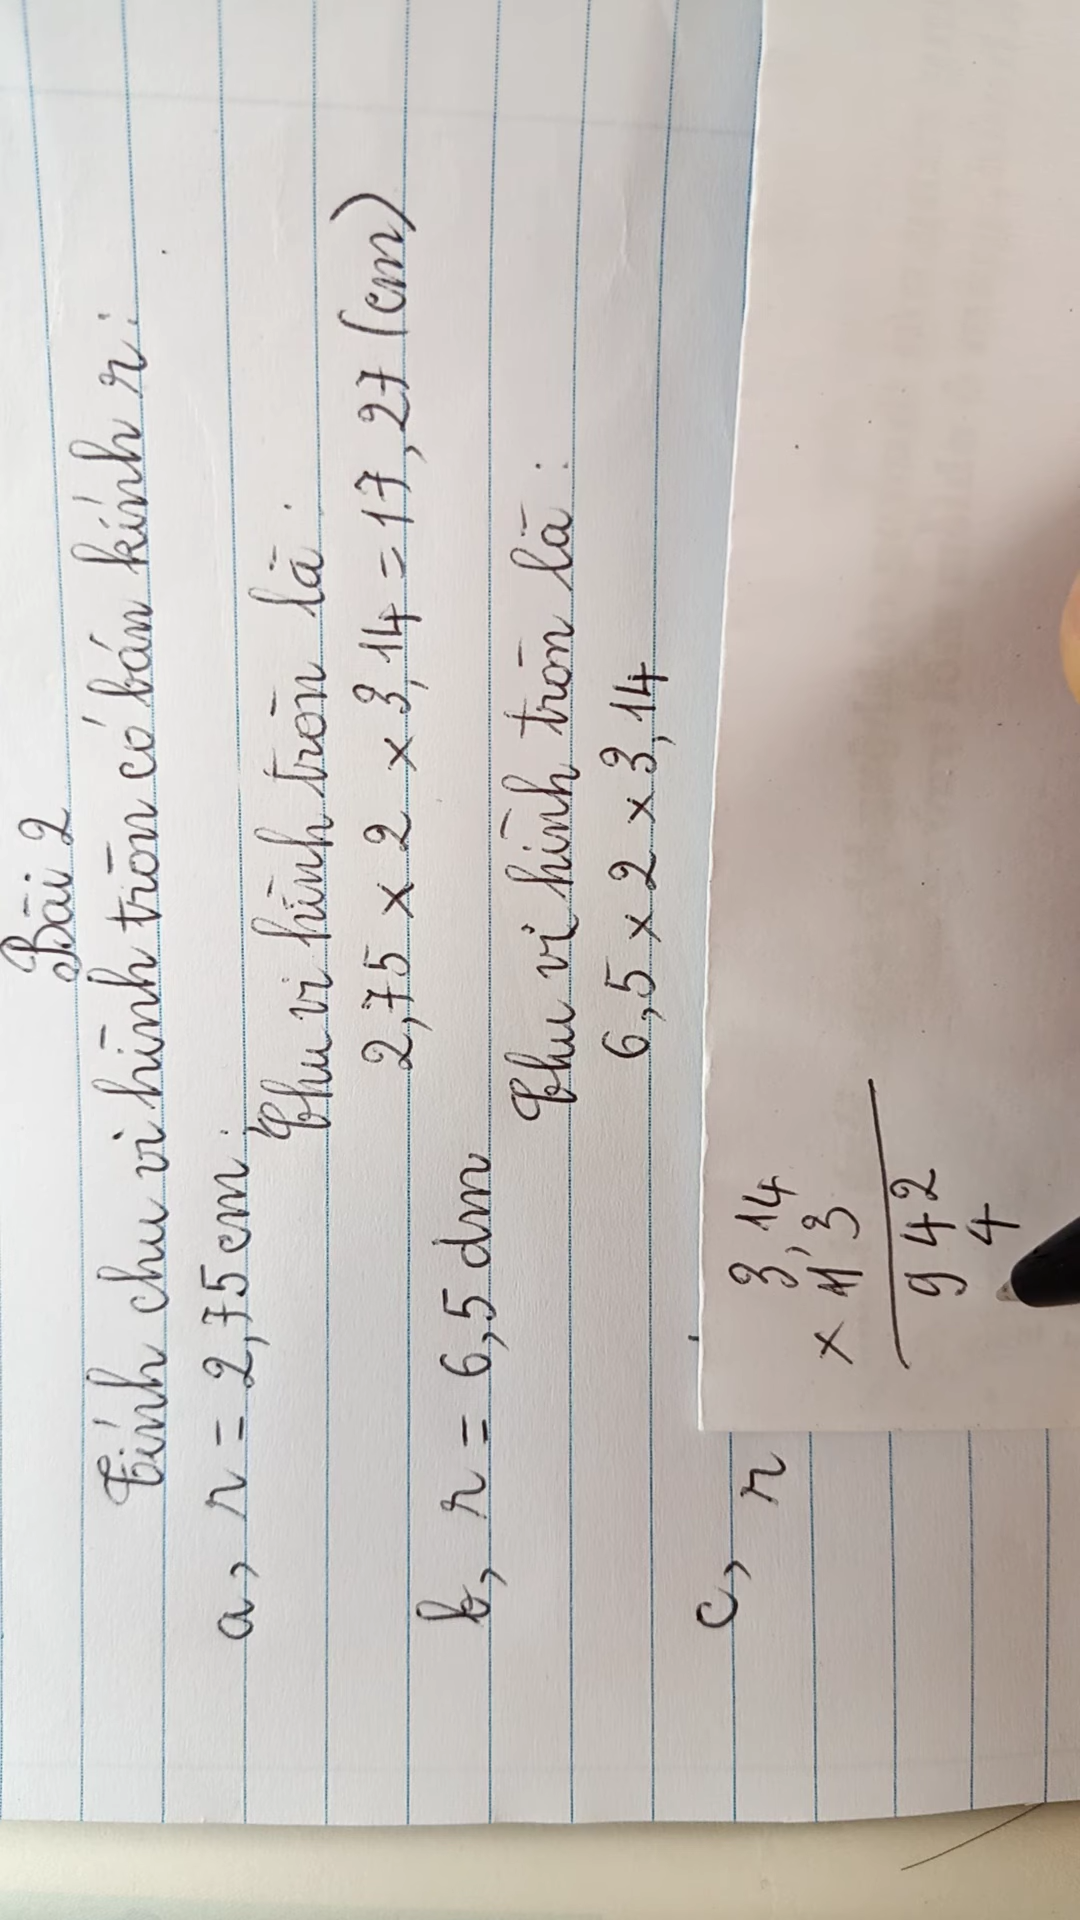 Bài 2
Tính chu vi hình tròn có bán kính r:
a, r = 2,75cm.
Chu vi hình tròn là:
2,75 x 2 x 3,14 = 17,27 (cm)
b, r = 6,5 dm
Chu vi hình tròn là:
6,5 x 2 x 3,14
c, r
3,14
x 13
942
4